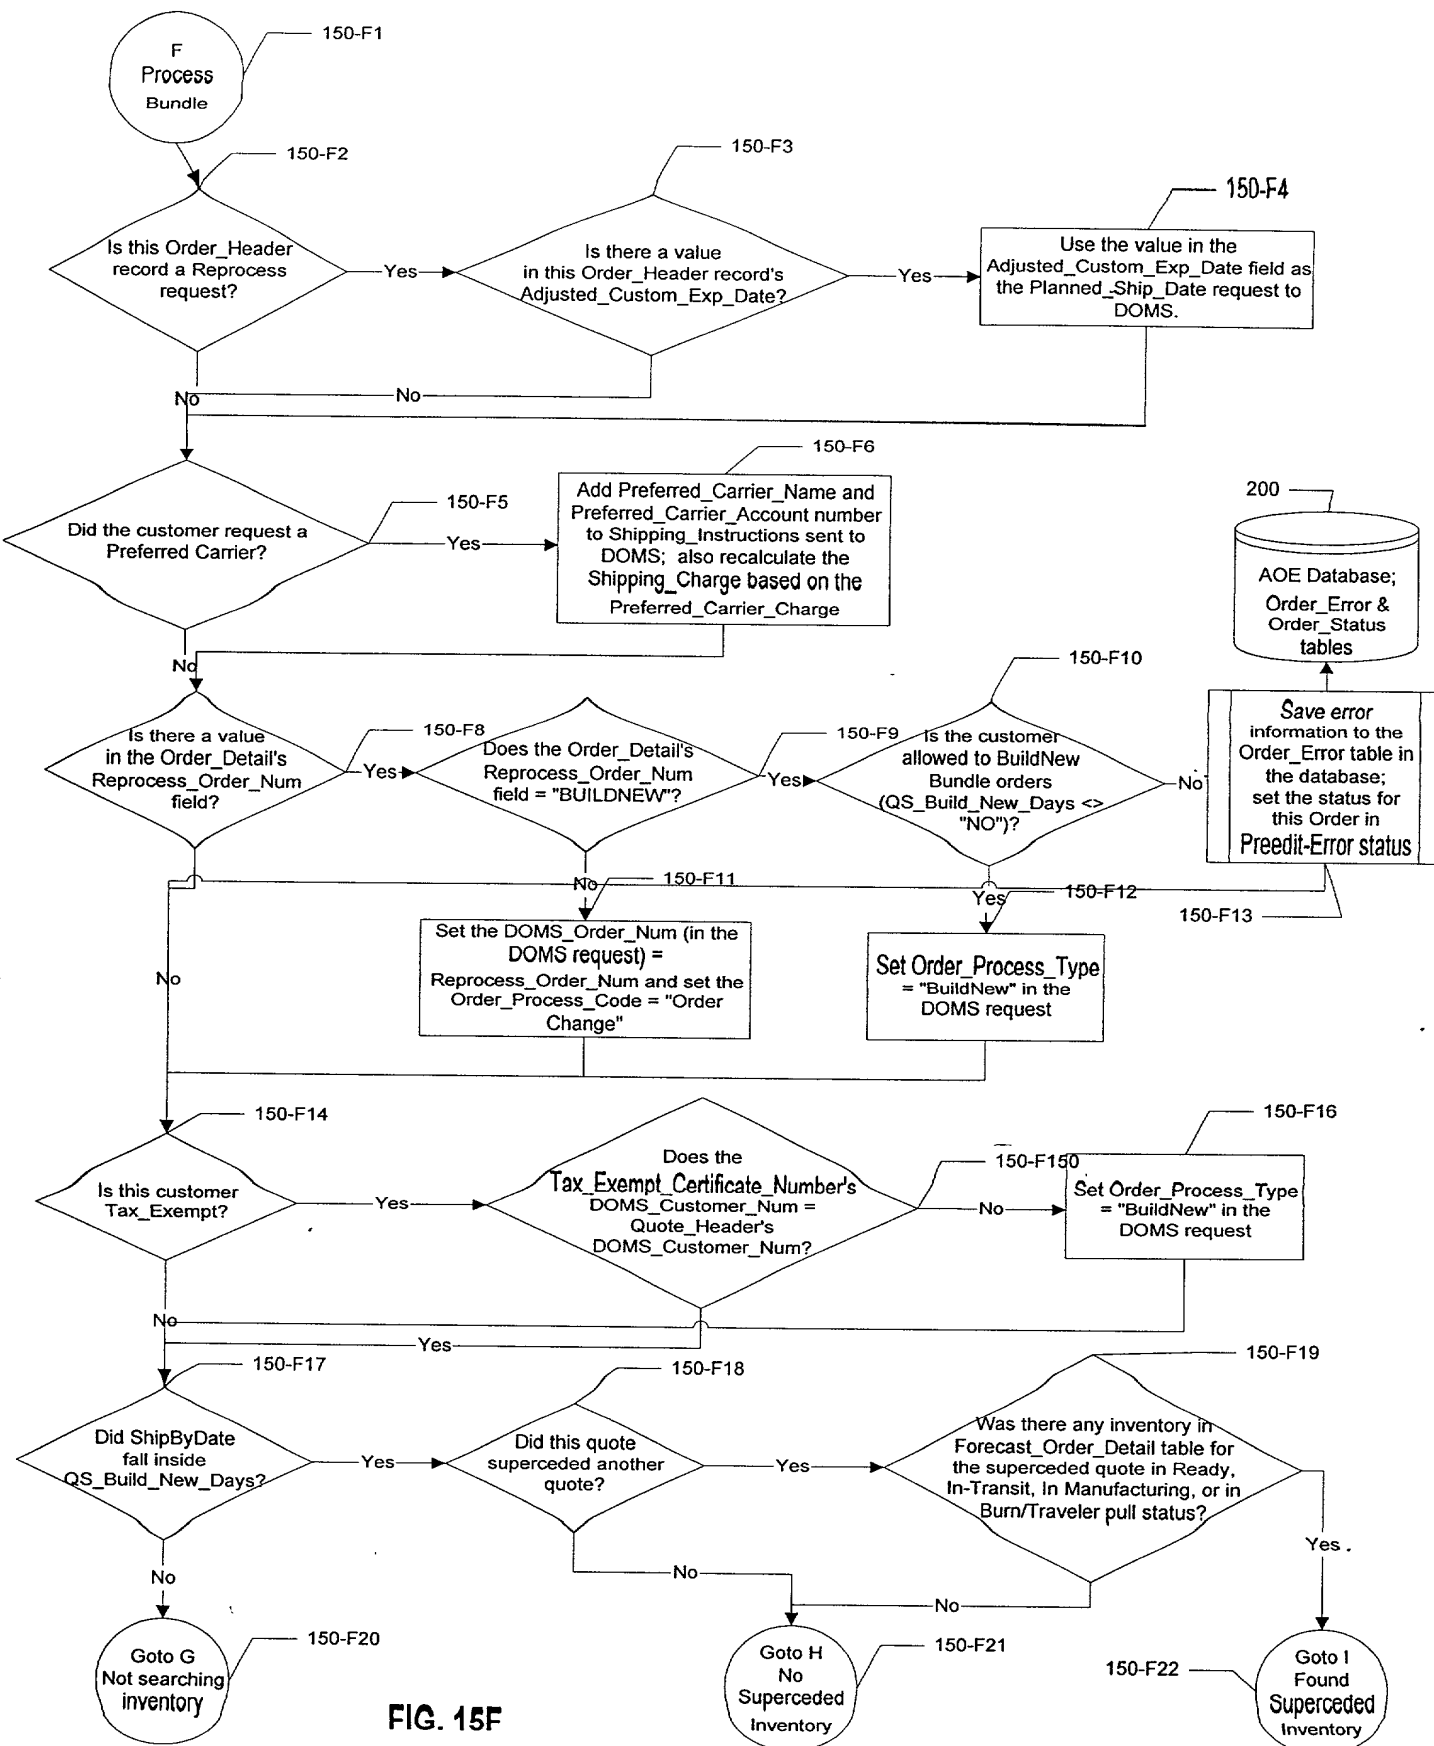 150-F1
F
Process
Bundle
150-F2
150-F3
150-F4
Is this Order_Header
record a Reprocess
request?
Yes
Is there a value
in this Order_Header record's
Adjusted_Custom_Exp_Date?
Yes
Use the value in the
Adjusted_Custom_Exp_Date field as
the Planned_Ship_Date request to
DOMS.
No
No
150-F6
150-F5
Did the customer request a
Preferred Carrier?
Yes
Add Preferred_Carrier_Name and
Preferred_Carrier_Account number
to Shipping_Instructions sent to
DOMS; also recalculate the
Shipping_Charge based on the
Preferred_Carrier_Charge
200
AOE Database;
Order_Error &
Order_Status
tables
No
150-F10
150-F8
150-F9
Is there a value
in the Order_Detail's
Reprocess_Order_Num
field?
Yes
Does the Order_Detail's
Reprocess_Order_Num
field = "BUILDNEW"?
Yes
Is the customer
allowed to BuildNew
Bundle orders
(QS_Build_New_Days <>
"NO")?
No
Save error
information to the
Order_Error table in
the database;
set the status for
this Order in
Preedit-Error status
No
150-F11
Yes
150-F12
150-F13
No
Set the DOMS_Order_Num (in the
DOMS request) =
Reprocess_Order_Num and set the
Order_Process_Code = "Order
Change"
Set Order_Process_Type
= "BuildNew" in the
DOMS request
150-F14
150-F16
150-F150
Is this customer
Tax_Exempt?
Yes
Does the
Tax_Exempt_Certificate_Number's
DOMS_Customer_Num =
Quote_Header's
DOMS_Customer_Num?
No
Set Order_Process_Type
= "BuildNew" in the
DOMS request
No
Yes
150-F17
150-F18
150-F19
Did ShipByDate
fall inside
QS_Build_New_Days?
Yes
Did this quote
superceded another
quote?
Yes
Was there any inventory in
Forecast_Order_Detail table for
the superceded quote in Ready,
In-Transit, In Manufacturing, or in
Burn/Traveler pull status?
Yes
No
No
No
150-F20
150-F21
150-F22
Goto G
Not searching
inventory
Goto H
No
Superceded
Inventory
Goto I
Found
Superceded
Inventory
FIG. 15F